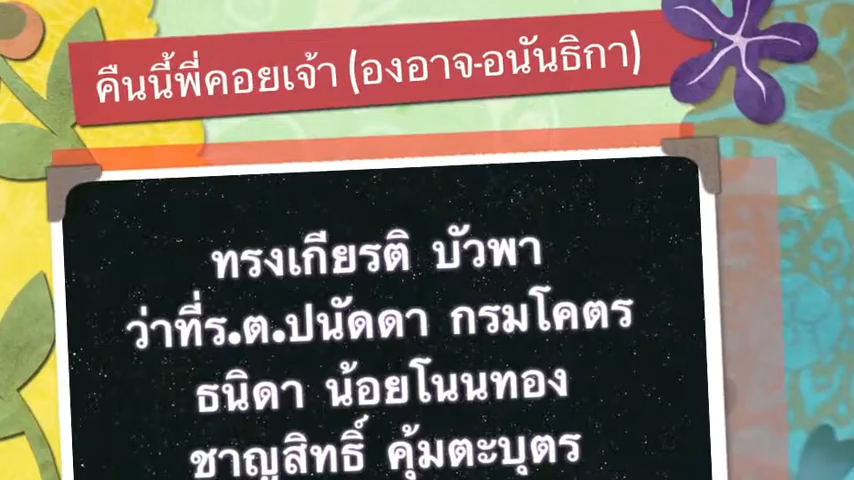 คืนนี้พี่คอยเจ้า (องอาจ-อนันธิกา)
ทรงเกียรติ บัวพา
ว่าที่ร.ต.ปนัดดา กรมโคตร
ธนิดา น้อยโนนทอง
ชาญสิทธิ์ คุ้มตะบุตร